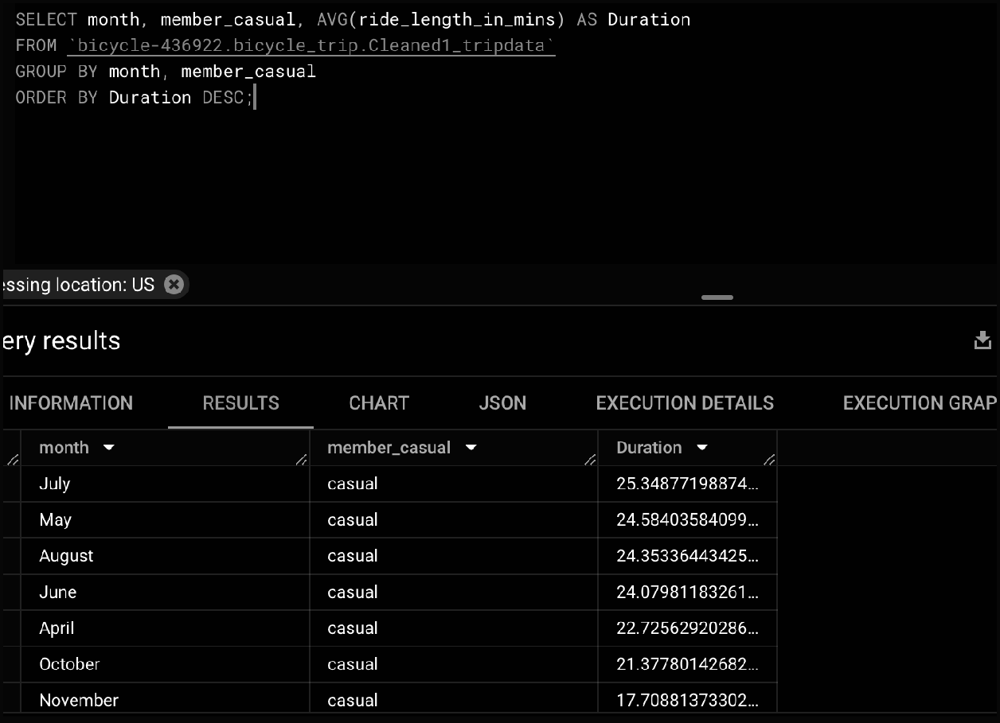 SELECT month, member_casual, AVG(ride_length_in_mins) AS Duration
FROM `bicycle-436922.bicycle_trip.Cleaned1_tripdata`
GROUP BY month, member_casual
ORDER BY Duration DESC;
essing location: US
ery results
INFORMATION RESULTS CHART JSON EXECUTION DETAILS EXECUTION GRAP
month member_casual Duration
July casual 25.34877198874...
May casual 24.58403584099...
August casual 24.35336443425...
June casual 24.07981183261...
April casual 22.72562920286...
October casual 21.37780142682...
November casual 17.70881373302...